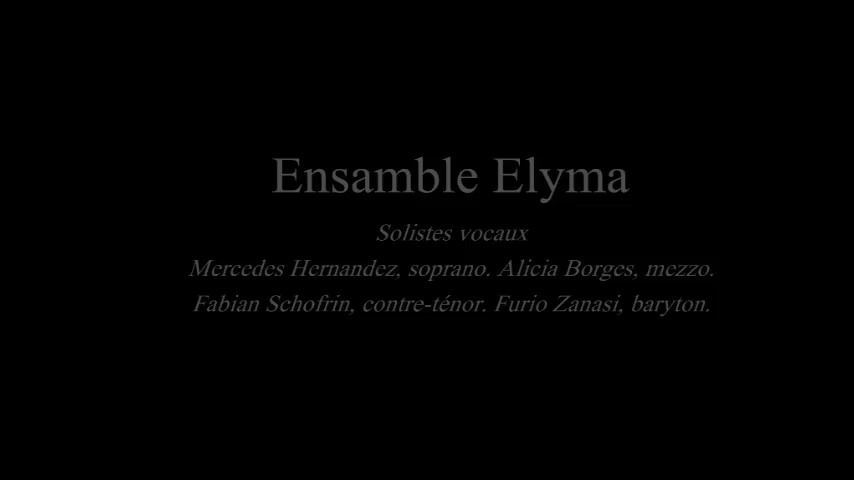 Ensamble Elyma
Solistes vocaux
Mercedes Hernandez, soprano. Alicia Borges, mezzo.
Fabian Schofrin, contre-ténor. Furio Zanasi, baryton.